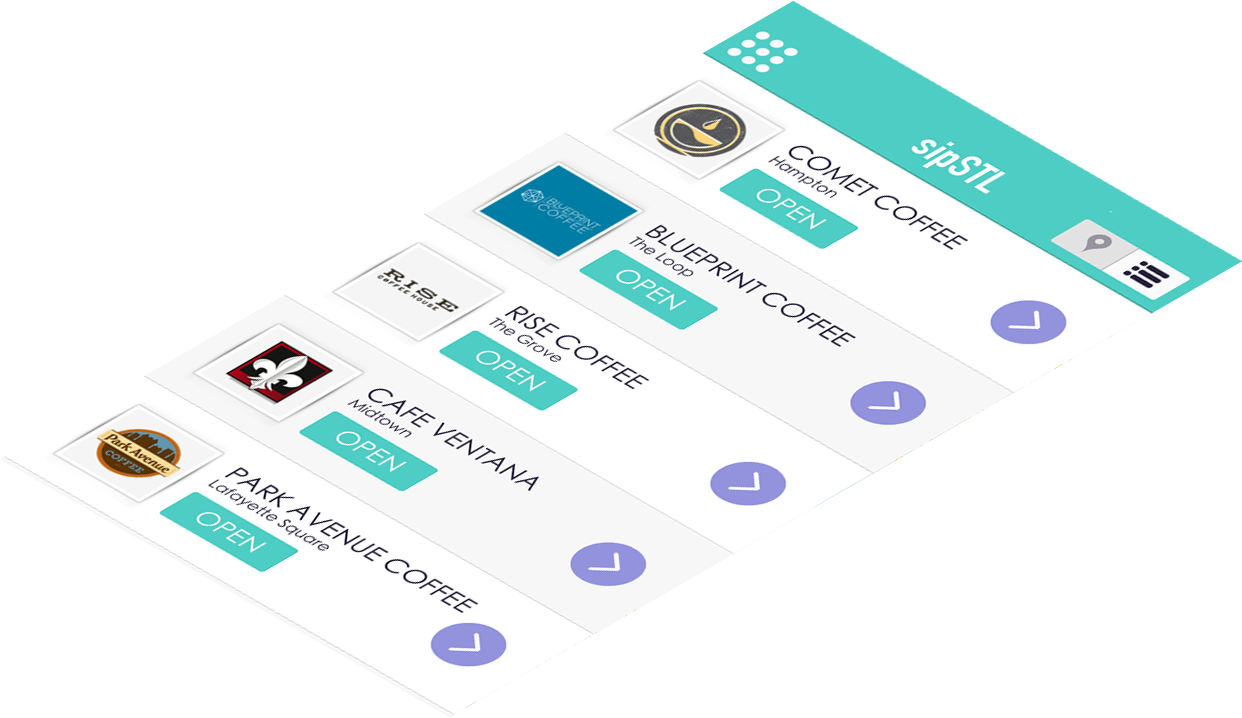 sipSTL
COMET COFFEE
Hampton
OPEN
BLUEPRINT
COFFEE
BLUEPRINT COFFEE
The Loop
OPEN
RISE
COFFEE HOUSE
RISE COFFEE
The Grove
OPEN
CAFE VENTANA
Midtown
OPEN
Park Avenue
COFFEE
PARK AVENUE COFFEE
Lafayette Square
OPEN